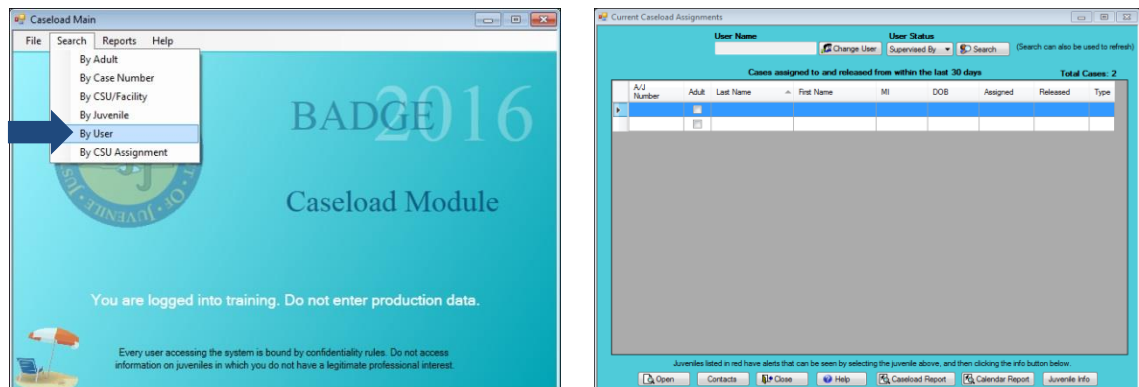 Caseload Main
File Search Reports Help
By Adult
By Case Number
By CSU/Facility
By Juvenile
By User
By CSU Assignment
BADGE 2016
Caseload Module
OF JUVENILE JUS
You are logged into training. Do not enter production data.
Every user accessing the system is bound by confidentiality rules. Do not access
information on juveniles in which you do not have a legitimate professional interest.
Current Caseload Assignments
User Name User Status
Change User Supervised By Search (Search can also be used to refresh)
Cases assigned to and released from within the last 30 days Total Cases: 2
A/J Number Adult Last Name First Name MI DOB Assigned Released Type
Juveniles listed in red have alerts that can be seen by selecting the juvenile above, and then clicking the info button below.
Open Contacts Close Help Caseload Report Calendar Report Juvenile Info